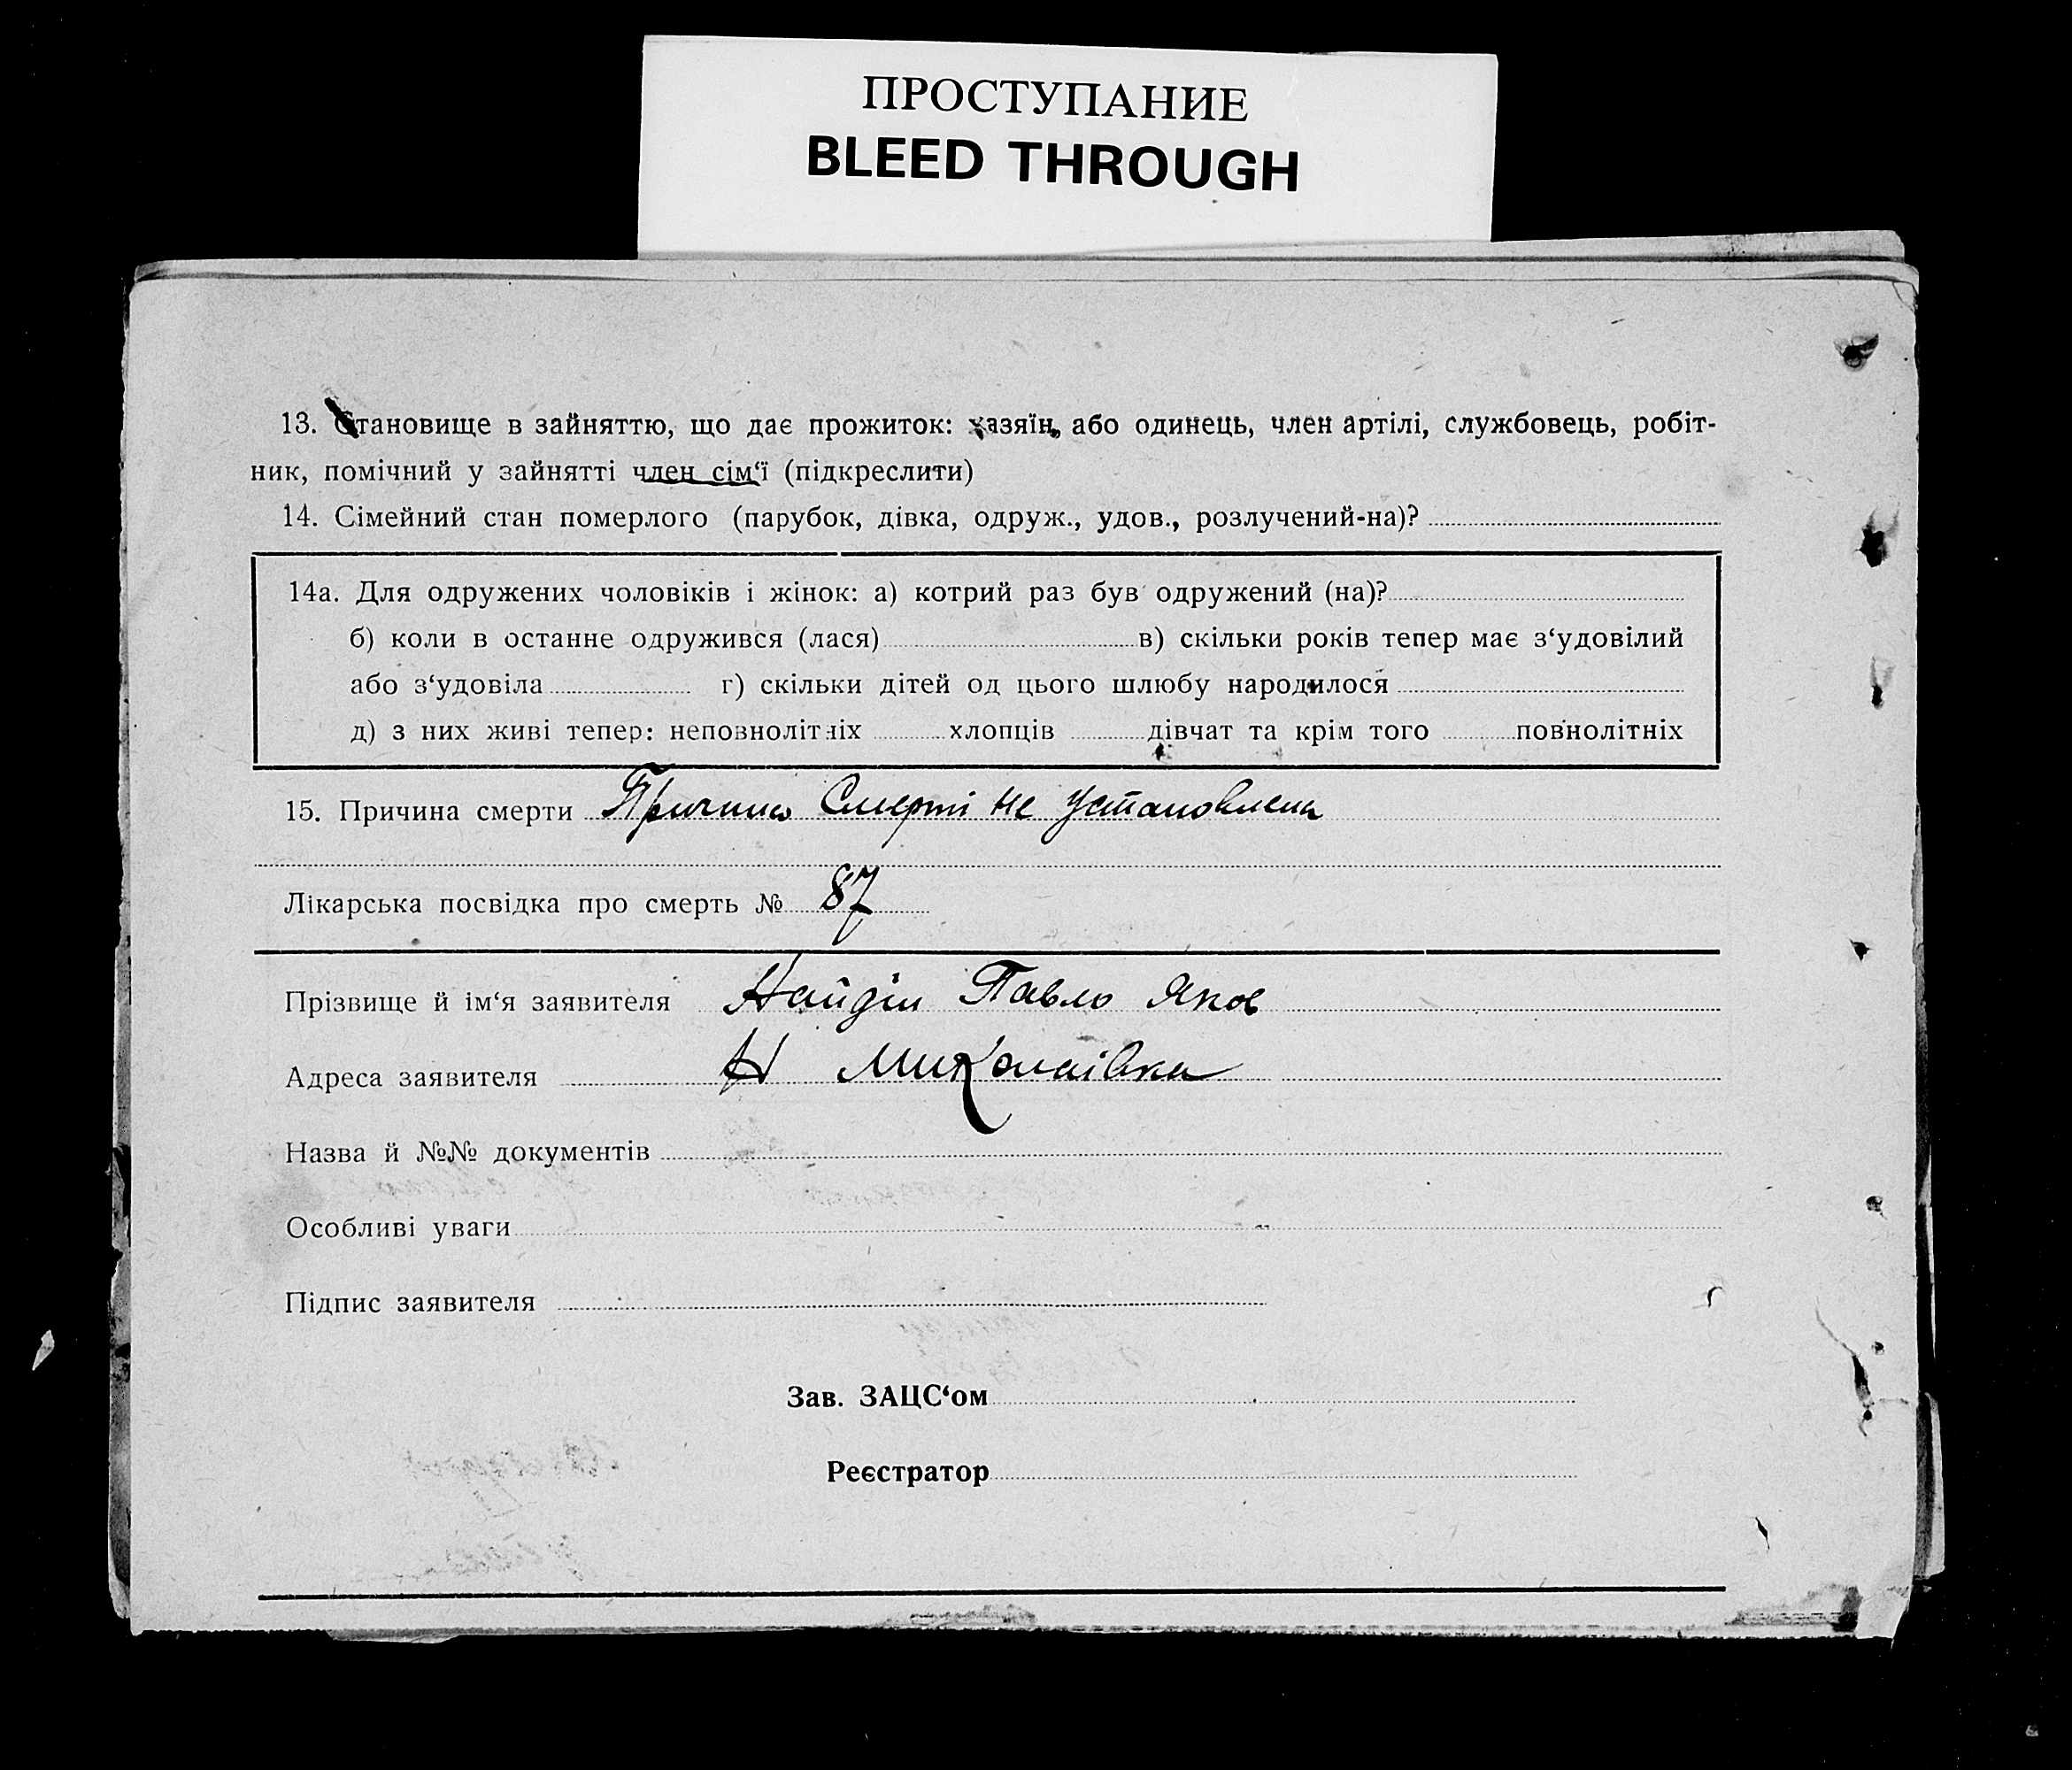 ПРОСТУПАНИЕ
BLEED THROUGH
13. Становище в зайняттю, що дає прожиток: хазяїн, або одинець, член артілі, службовець, робіт-
ник, помічний у зайнятті член сім‘ї (підкреслити)
14. Сімейний стан померлого (парубок, дівка, одруж., удов., розлучений-на)?
14а. Для одружених чоловіків і жінок: а) котрий раз був одружений (на)?
б) коли в останне одружився (лася) в) скільки років тепер має з‘удовілий
або з‘удовіла г) скільки дітей од цього шлюбу народилося
д) з них живі тепер: неповнолітніх хлопців дівчат та крім того повнолітніх
15. Причина смерти Причина Смерті не установлена
Лікарська посвідка про смерть № 87
Прізвище й ім‘я заявителя Найдіш Павло Яков
Адреса заявителя Н Миколаївка
Назва й №№ документів
Особливі уваги
Підпис заявителя
Зав. ЗАЦС‘ом
Реєстратор